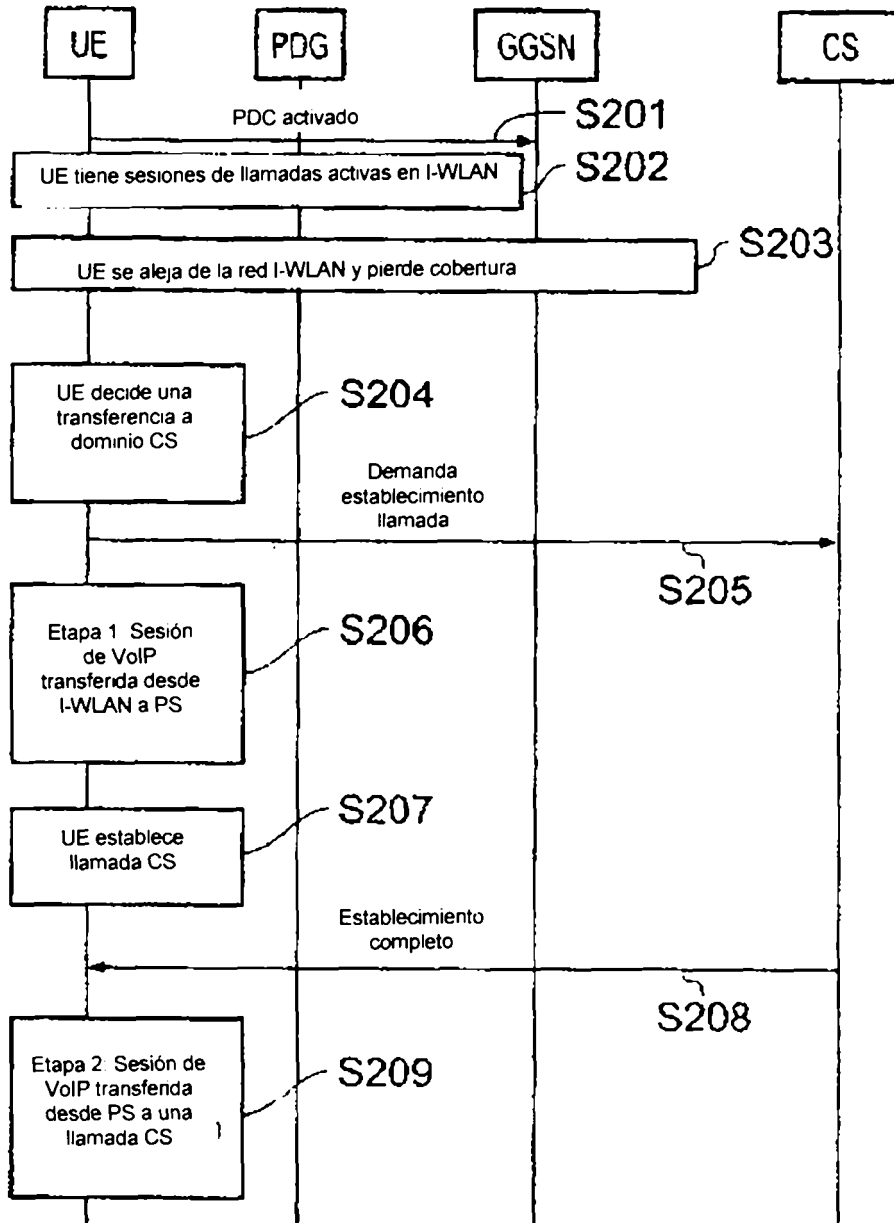 UE PDG GGSN CS
PDC activado
S201
UE tiene sesiones de llamadas activas en I-WLAN
S202
UE se aleja de la red I-WLAN y pierde cobertura
S203
UE decide una
transferencia a
dominio CS
S204
Demanda
establecimiento
llamada
S205
Etapa 1 Sesión
de VoIP
transferida desde
I-WLAN a PS
S206
UE establece
llamada CS
S207
Establecimiento
completo
S208
Etapa 2: Sesión de
VoIP transferida
desde PS a una
llamada CS
S209